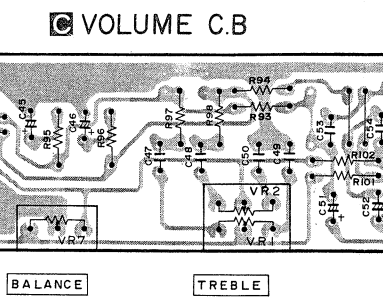 C VOLUME C.B
R94
C45
C46
R95
R96
R97
R98
R93
C53
C54
C47
C48
C50
C49
R102
R101
VR2
C51
+
C52
VR7
VR1
BALANCE
TREBLE